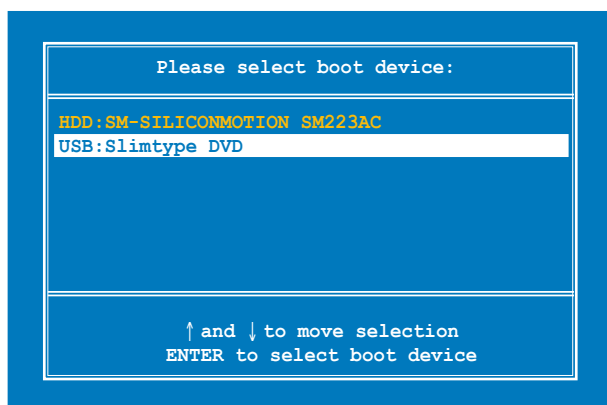 Please select boot device:
HDD:SM-SILICONMOTION SM223AC
USB:Slimtype DVD
↑ and ↓ to move selection
ENTER to select boot device